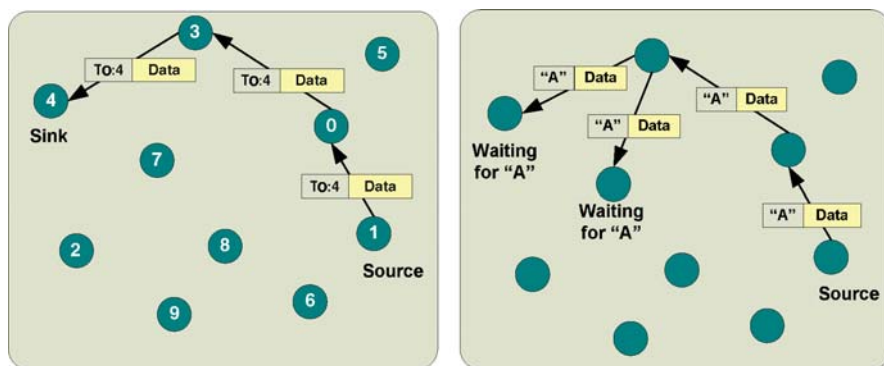 3
5
To:4 Data
To:4 Data
4
Sink
0
7
To:4 Data
1
2
8
Source
6
9
"A" Data
"A" Data
"A" Data
Waiting
for "A"
Waiting
for "A"
"A" Data
Source